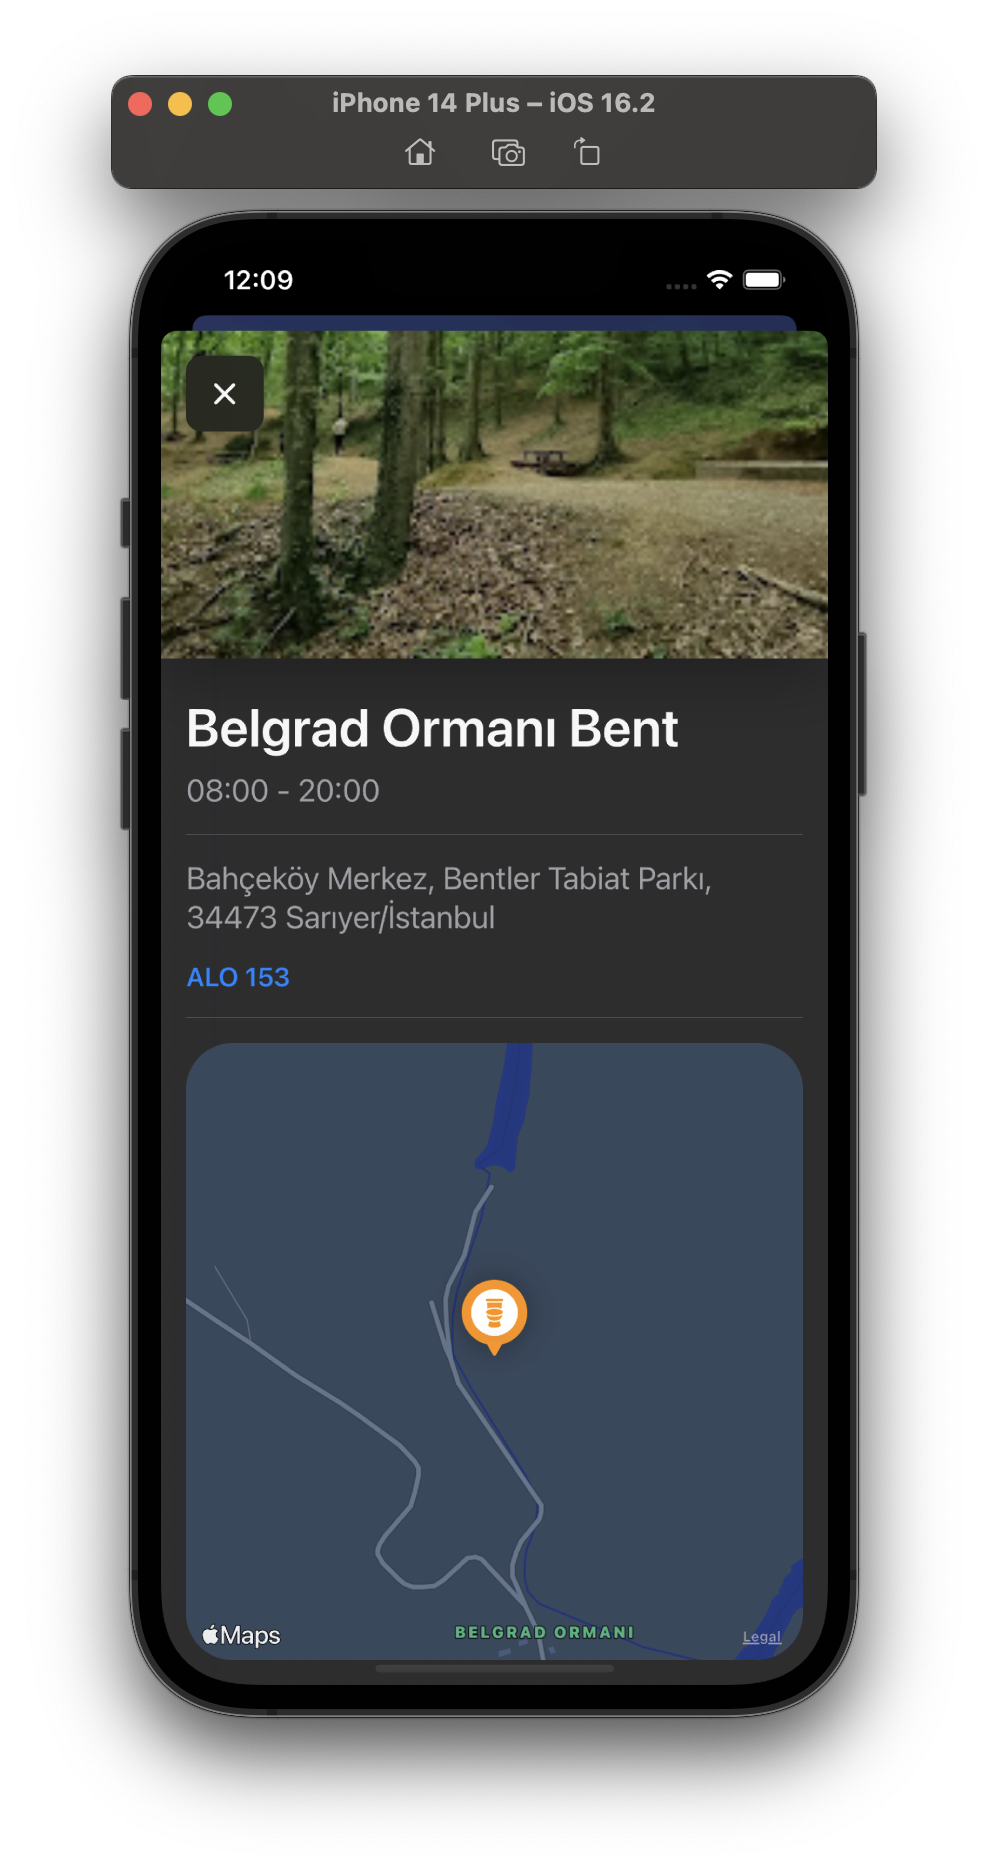 iPhone 14 Plus – iOS 16.2
12:09
Belgrad Ormanı Bent
08:00 - 20:00
Bahçeköy Merkez, Bentler Tabiat Parkı,
34473 Sarıyer/İstanbul
ALO 153
Maps
BELGRAD ORMANI
Legal